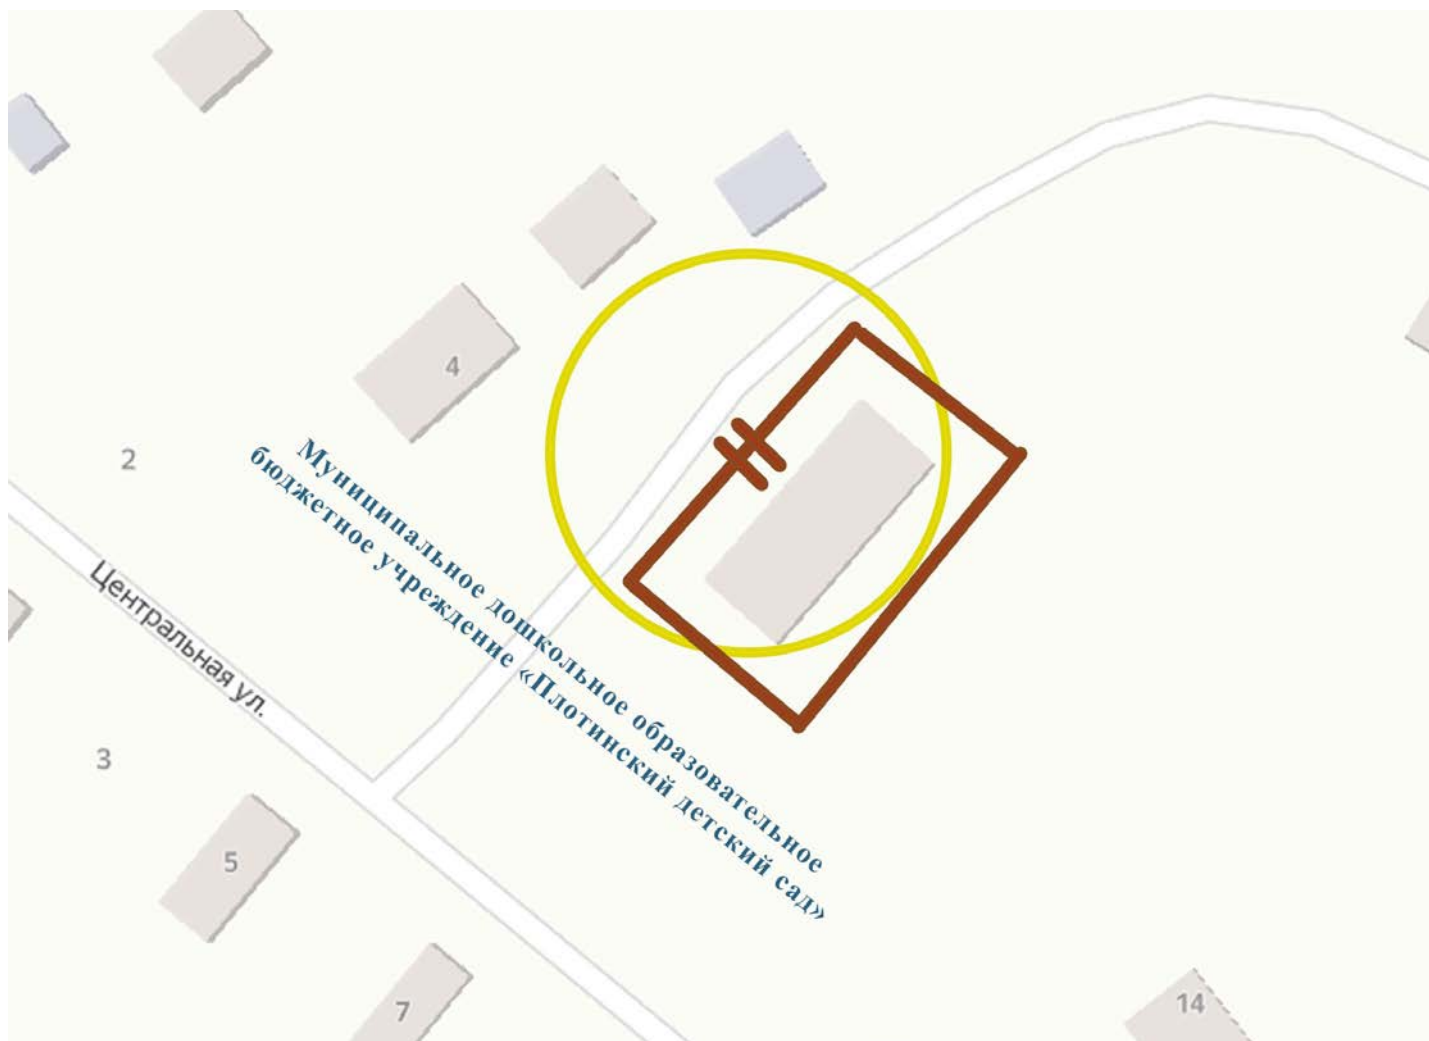 4
2
Муниципальное дошкольное образовательное
бюджетное учреждение «Плотинский детский сад»
Центральная ул.
3
5
7
14